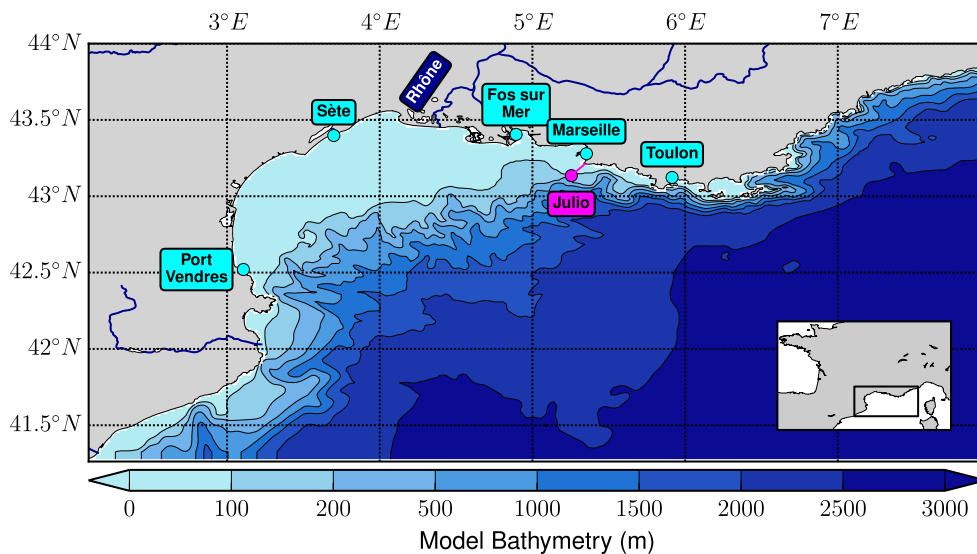 3°E 4°E 5°E 6°E 7°E
44°N
43.5°N
43°N
42.5°N
42°N
41.5°N
Rhône
Sète
Fos sur
Mer
Marseille
Toulon
Julio
Port
Vendres
0 100 200 500 1000 1500 2000 2500 3000
Model Bathymetry (m)